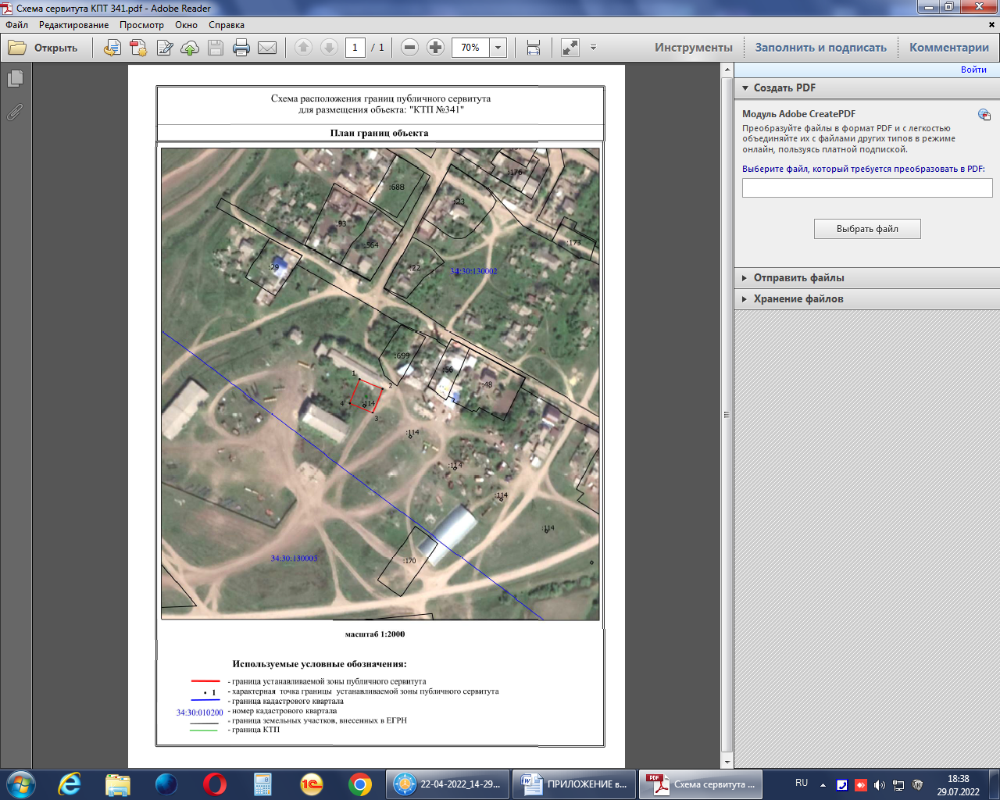 Схема сервитута КПТ 341.pdf - Adobe Reader
Файл Редактирование Просмотр Окно Справка
Открыть 1 / 1 70% Инструменты Заполнить и подписать Комментарии
Войти
Создать PDF
Модуль Adobe CreatePDF
Преобразуйте файлы в формат PDF и с легкостью
объединяйте их с файлами других типов в режиме
онлайн, пользуясь платной подпиской.
Выберите файл, который требуется преобразовать в PDF:
Выбрать файл
Отправить файлы
Хранение файлов
Схема расположения границ публичного сервитута
для размещения объекта: "КТП №341"
План границ объекта
:176
:688
:23
:93
:564
:173
:29
:22
34:30:130002
:699
:56
:48
1
2
4
:114
3
:114
:114
:114
:114
34:30:130003
:170
масштаб 1:2000
Используемые условные обозначения:
- граница устанавливаемой зоны публичного сервитута
• 1 - характерная точка границы устанавливаемой зоны публичного сервитута
- граница кадастрового квартала
34:30:010200 - номер кадастрового квартала
- граница земельных участков, внесенных в ЕГРН
- граница КТП
22-04-2022_14-29... ПРИЛОЖЕНИЕ в... Схема сервитута ... RU 18:38
29.07.2022